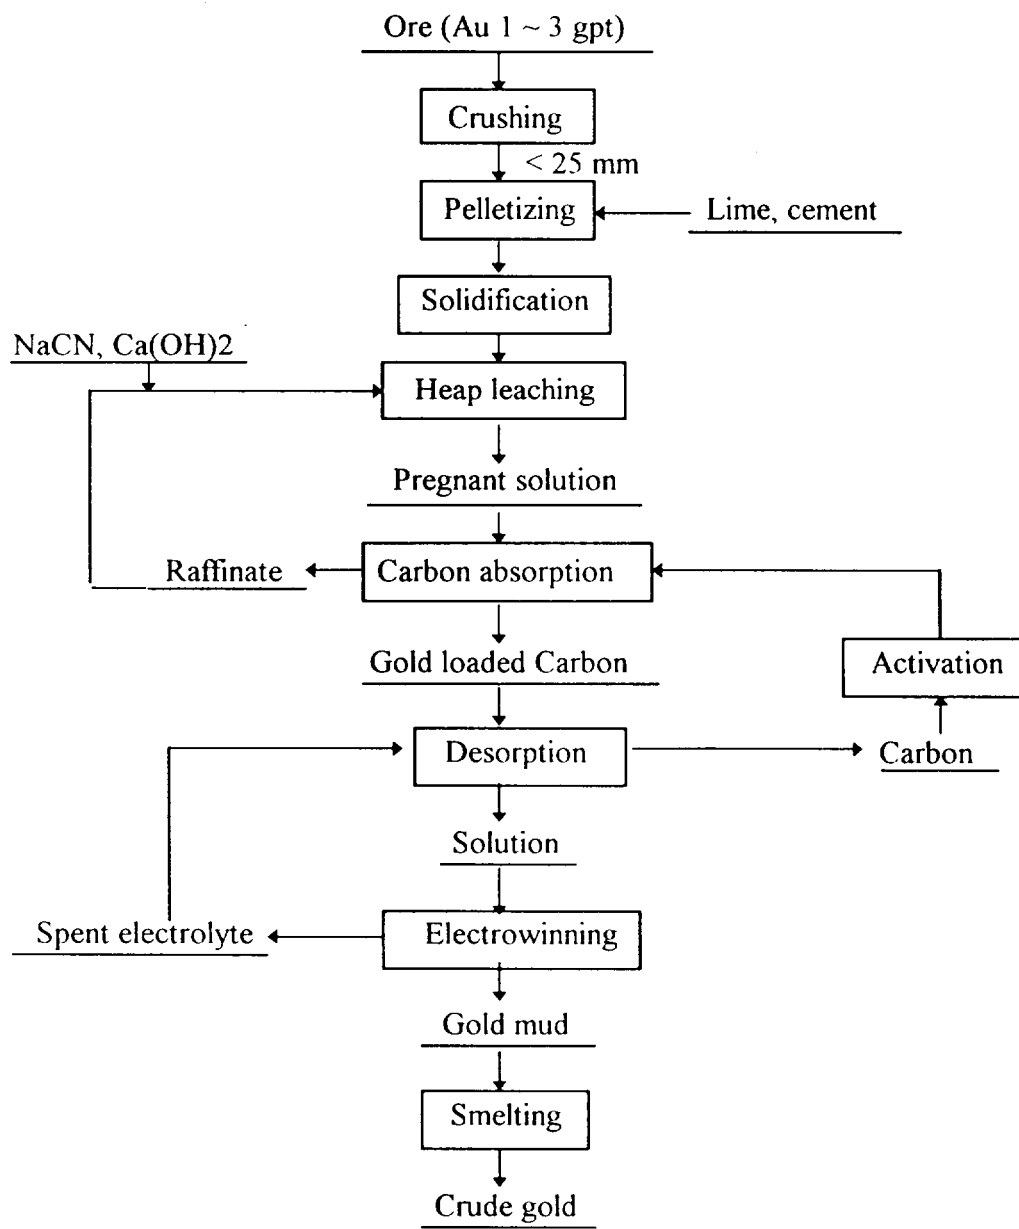 Ore (Au 1 ~ 3 gpt)
Crushing
< 25 mm
Pelletizing
Lime, cement
Solidification
NaCN, Ca(OH)2
Heap leaching
Pregnant solution
Raffinate
Carbon absorption
Gold loaded Carbon
Activation
Desorption
Carbon
Solution
Spent electrolyte
Electrowinning
Gold mud
Smelting
Crude gold